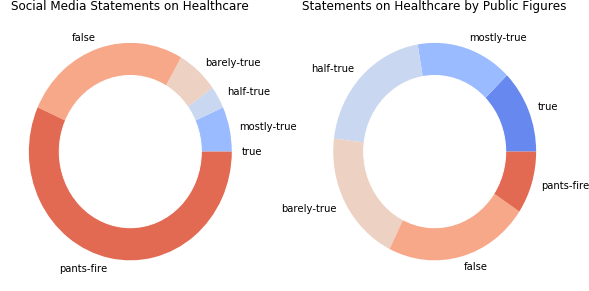 Social Media Statements on Healthcare
false
barely-true
half-true
mostly-true
true
pants-fire
Statements on Healthcare by Public Figures
mostly-true
half-true
true
pants-fire
barely-true
false